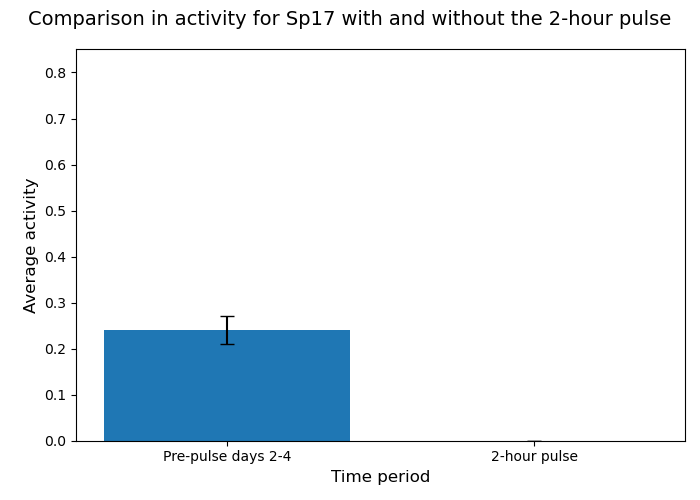 Comparison in activity for Sp17 with and without the 2-hour pulse
Average activity
0.8
0.7
0.6
0.5
0.4
0.3
0.2
0.1
0.0
Pre-pulse days 2-4
2-hour pulse
Time period